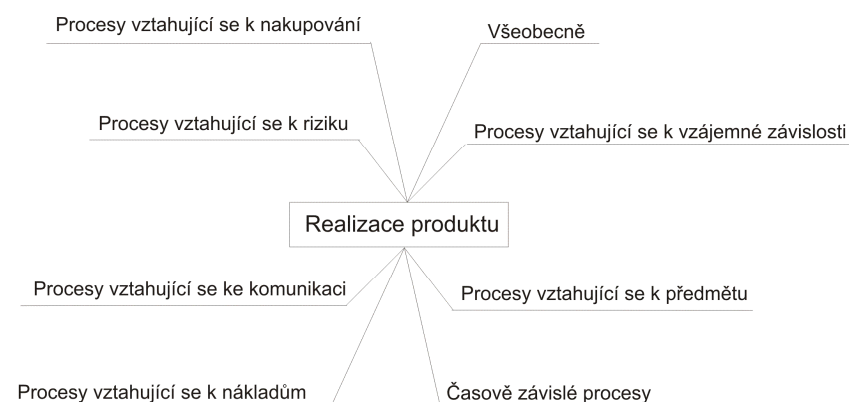 Procesy vztahující se k nakupování
Všeobecně
Procesy vztahující se k riziku
Procesy vztahující se k vzájemné závislosti
Realizace produktu
Procesy vztahující se ke komunikaci
Procesy vztahující se k předmětu
Procesy vztahující se k nákladům
Časově závislé procesy